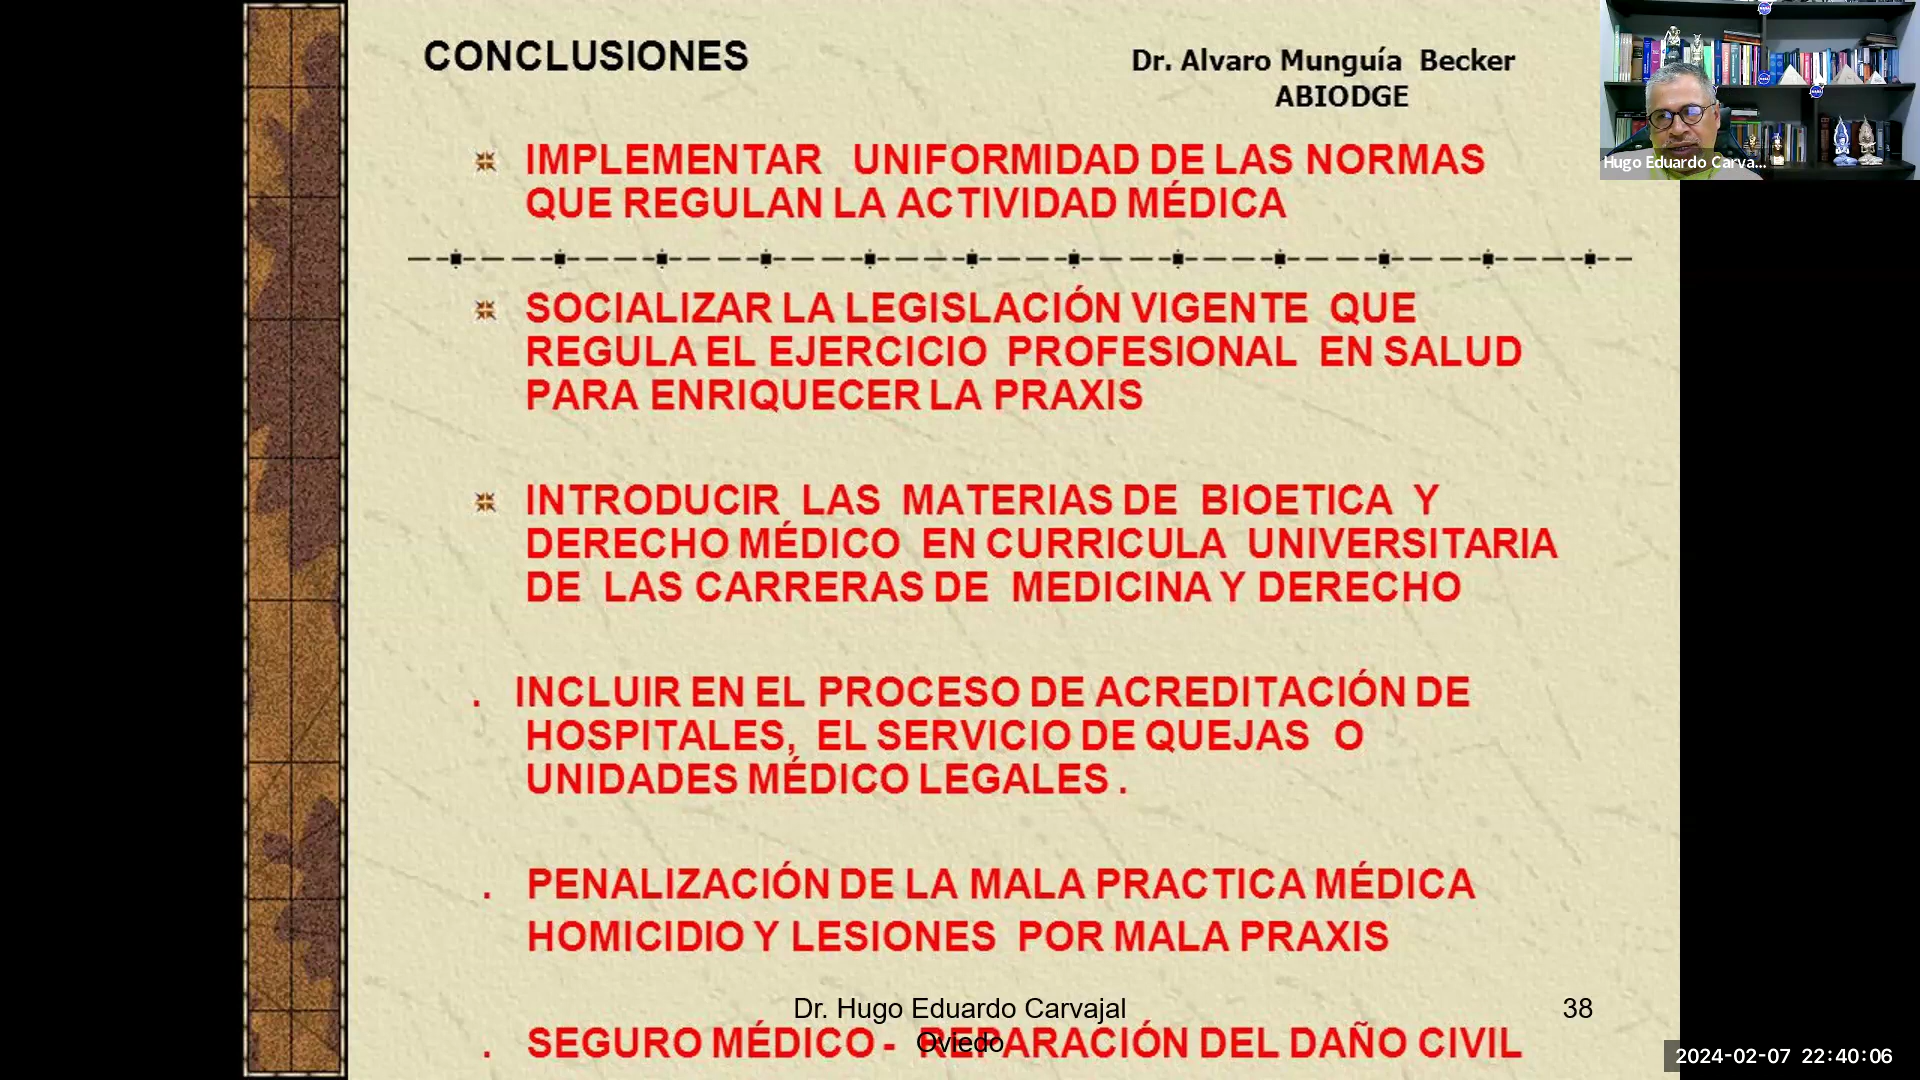 CONCLUSIONES
Dr. Alvaro Munguía Becker
ABIODGE
IMPLEMENTAR UNIFORMIDAD DE LAS NORMAS
QUE REGULAN LA ACTIVIDAD MÉDICA
SOCIALIZAR LA LEGISLACIÓN VIGENTE QUE
REGULA EL EJERCICIO PROFESIONAL EN SALUD
PARA ENRIQUECER LA PRAXIS
INTRODUCIR LAS MATERIAS DE BIOETICA Y
DERECHO MÉDICO EN CURRICULA UNIVERSITARIA
DE LAS CARRERAS DE MEDICINA Y DERECHO
. INCLUIR EN EL PROCESO DE ACREDITACIÓN DE
HOSPITALES, EL SERVICIO DE QUEJAS O
UNIDADES MÉDICO LEGALES .
. PENALIZACIÓN DE LA MALA PRACTICA MÉDICA
HOMICIDIO Y LESIONES POR MALA PRAXIS
. SEGURO MÉDICO - REPARACIÓN DEL DAÑO CIVIL
Dr. Hugo Eduardo Carvajal
Oviedo
38
Hugo Eduardo Carva...
2024-02-07 22:40:06